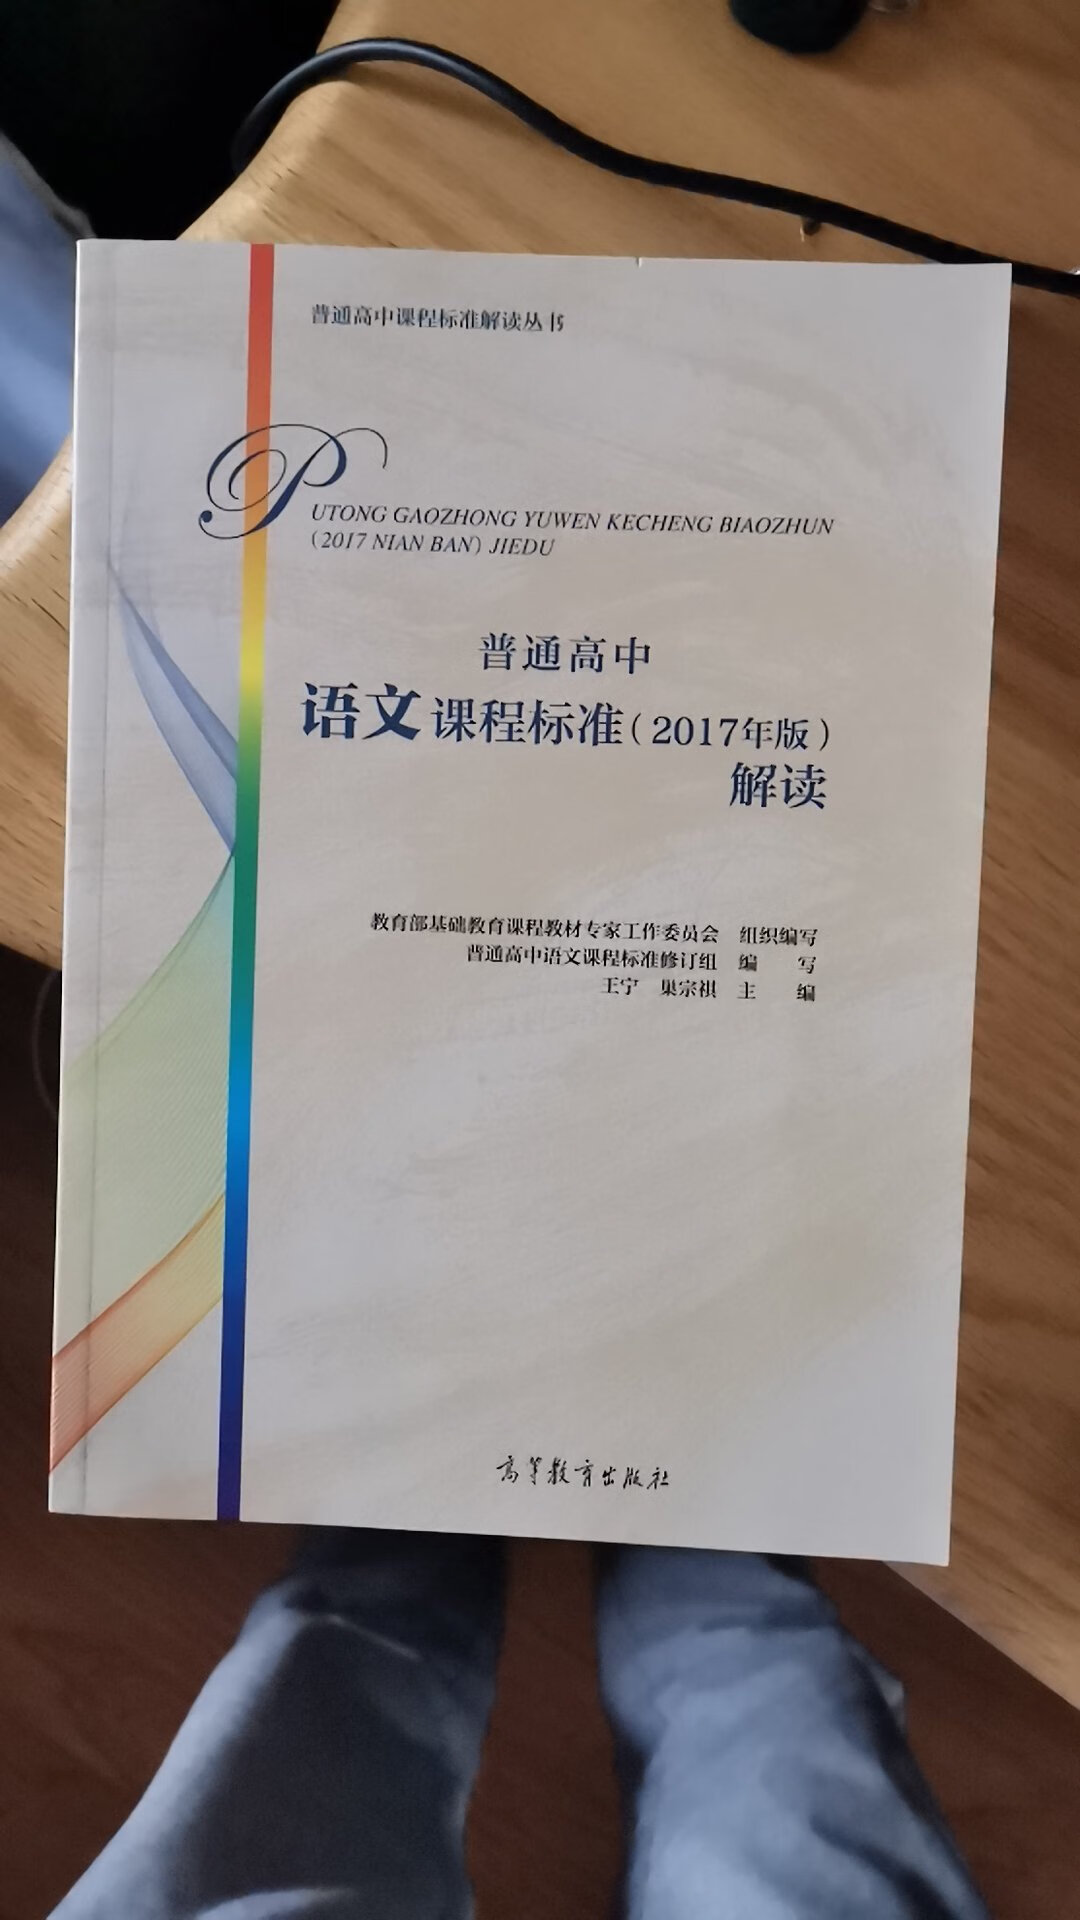 普通高中课程标准解读丛书
PUTONG GAOZHONG YUWEN KECHENG BIAOZHUN
(2017 NIAN BAN) JIEDU
普通高中
语文课程标准(2017年版)
解读
教育部基础教育课程教材专家工作委员会 组织编写
普通高中语文课程标准修订组 编 写
王宁 巢宗祺 主 编
高等教育出版社